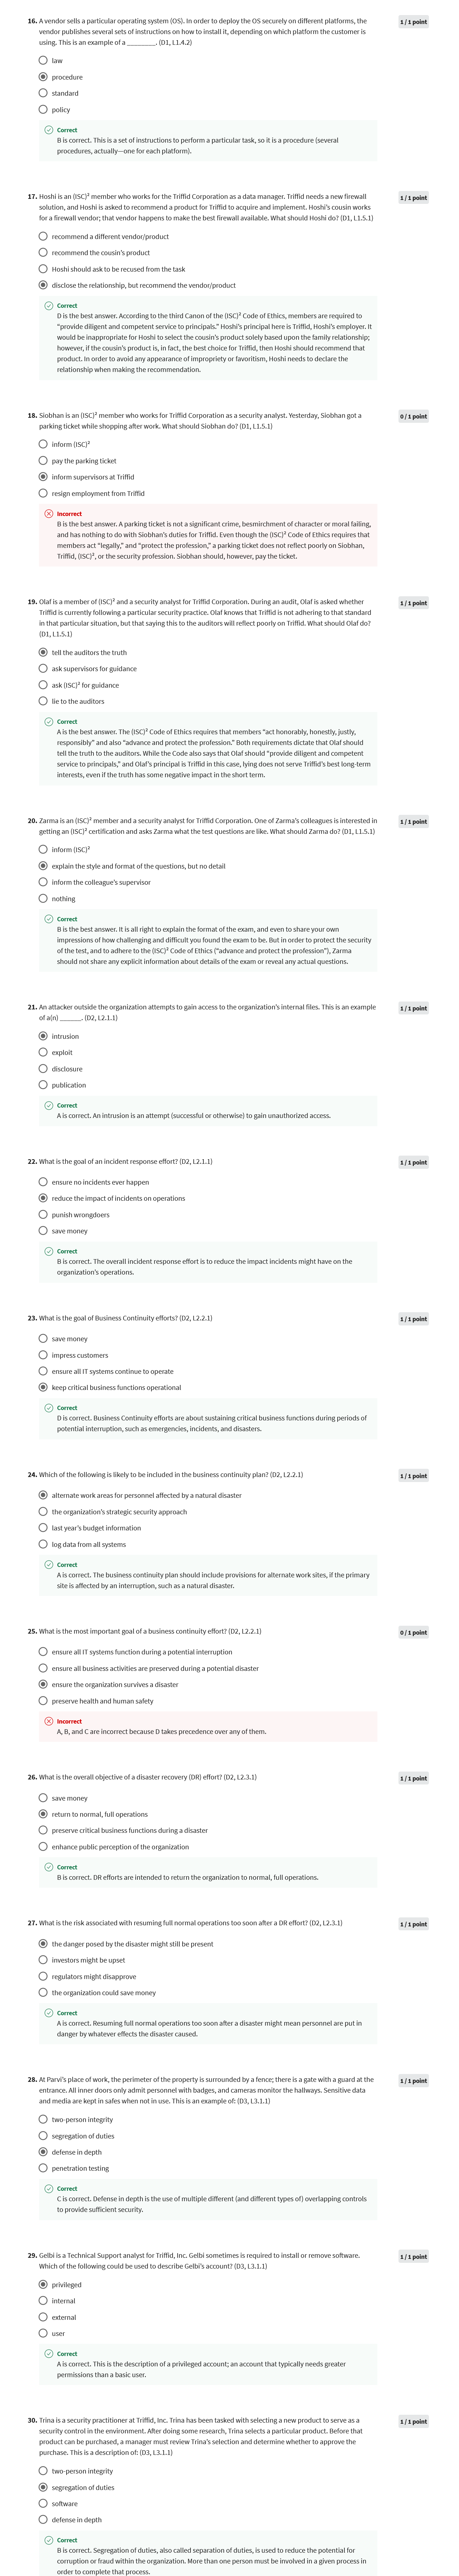 16. A vendor sells a particular operating system (OS). In order to deploy the OS securely on different platforms, the
1 / 1 point
vendor publishes several sets of instructions on how to install it, depending on which platform the customer is
using. This is an example of a ________. (D1, L1.4.2)
law
procedure
standard
policy
Correct
B is correct. This is a set of instructions to perform a particular task, so it is a procedure (several
procedures, actually—one for each platform).
17. Hoshi is an (ISC)² member who works for the Triffid Corporation as a data manager. Triffid needs a new firewall
1 / 1 point
solution, and Hoshi is asked to recommend a product for Triffid to acquire and implement. Hoshi's cousin works
for a firewall vendor; that vendor happens to make the best firewall available. What should Hoshi do? (D1, L1.5.1)
recommend a different vendor/product
recommend the cousin's product
Hoshi should ask to be recused from the task
disclose the relationship, but recommend the vendor/product
Correct
D is the best answer. According to the third Canon of the (ISC)² Code of Ethics, members are required to
"provide diligent and competent service to principals." Hoshi's principal here is Triffid, Hoshi's employer. It
would be inappropriate for Hoshi to select the cousin's product solely based upon the family relationship;
however, if the cousin's product is, in fact, the best choice for Triffid, then Hoshi should recommend that
product. In order to avoid any appearance of impropriety or favoritism, Hoshi needs to declare the
relationship when making the recommendation.
18. Siobhan is an (ISC)² member who works for Triffid Corporation as a security analyst. Yesterday, Siobhan got a
0 / 1 point
parking ticket while shopping after work. What should Siobhan do? (D1, L1.5.1)
inform (ISC)²
pay the parking ticket
inform supervisors at Triffid
resign employment from Triffid
Incorrect
B is the best answer. A parking ticket is not a significant crime, besmirchment of character or moral failing,
and has nothing to do with Siobhan's duties for Triffid. Even though the (ISC)² Code of Ethics requires that
members act "legally," and "protect the profession," a parking ticket does not reflect poorly on Siobhan,
Triffid, (ISC)², or the security profession. Siobhan should, however, pay the ticket.
19. Olaf is a member of (ISC)² and a security analyst for Triffid Corporation. During an audit, Olaf is asked whether
1 / 1 point
Triffid is currently following a particular security practice. Olaf knows that Triffid is not adhering to that standard
in that particular situation, but that saying this to the auditors will reflect poorly on Triffid. What should Olaf do?
(D1, L1.5.1)
tell the auditors the truth
ask supervisors for guidance
ask (ISC)² for guidance
lie to the auditors
Correct
A is the best answer. The (ISC)² Code of Ethics requires that members "act honorably, honestly, justly,
responsibly" and also "advance and protect the profession." Both requirements dictate that Olaf should
tell the truth to the auditors. While the Code also says that Olaf should "provide diligent and competent
service to principals," and Olaf's principal is Triffid in this case, lying does not serve Triffid's best long-term
interests, even if the truth has some negative impact in the short term.
20. Zarma is an (ISC)² member and a security analyst for Triffid Corporation. One of Zarma's colleagues is interested in
1 / 1 point
getting an (ISC)² certification and asks Zarma what the test questions are like. What should Zarma do? (D1, L1.5.1)
inform (ISC)²
explain the style and format of the questions, but no detail
inform the colleague's supervisor
nothing
Correct
B is the best answer. It is all right to explain the format of the exam, and even to share your own
impressions of how challenging and difficult you found the exam to be. But in order to protect the security
of the test, and to adhere to the (ISC)² Code of Ethics ("advance and protect the profession"), Zarma
should not share any explicit information about details of the exam or reveal any actual questions.
21. An attacker outside the organization attempts to gain access to the organization's internal files. This is an example
1 / 1 point
of a(n) ______. (D2, L2.1.1)
intrusion
exploit
disclosure
publication
Correct
A is correct. An intrusion is an attempt (successful or otherwise) to gain unauthorized access.
22. What is the goal of an incident response effort? (D2, L2.1.1)
1 / 1 point
ensure no incidents ever happen
reduce the impact of incidents on operations
punish wrongdoers
save money
Correct
B is correct. The overall incident response effort is to reduce the impact incidents might have on the
organization's operations.
23. What is the goal of Business Continuity efforts? (D2, L2.2.1)
1 / 1 point
save money
impress customers
ensure all IT systems continue to operate
keep critical business functions operational
Correct
D is correct. Business Continuity efforts are about sustaining critical business functions during periods of
potential interruption, such as emergencies, incidents, and disasters.
24. Which of the following is likely to be included in the business continuity plan? (D2, L2.2.1)
1 / 1 point
alternate work areas for personnel affected by a natural disaster
the organization's strategic security approach
last year's budget information
log data from all systems
Correct
A is correct. The business continuity plan should include provisions for alternate work sites, if the primary
site is affected by an interruption, such as a natural disaster.
25. What is the most important goal of a business continuity effort? (D2, L2.2.1)
0 / 1 point
ensure all IT systems function during a potential interruption
ensure all business activities are preserved during a potential disaster
ensure the organization survives a disaster
preserve health and human safety
Incorrect
A, B, and C are incorrect because D takes precedence over any of them.
26. What is the overall objective of a disaster recovery (DR) effort? (D2, L2.3.1)
1 / 1 point
save money
return to normal, full operations
preserve critical business functions during a disaster
enhance public perception of the organization
Correct
B is correct. DR efforts are intended to return the organization to normal, full operations.
27. What is the risk associated with resuming full normal operations too soon after a DR effort? (D2, L2.3.1)
1 / 1 point
the danger posed by the disaster might still be present
investors might be upset
regulators might disapprove
the organization could save money
Correct
A is correct. Resuming full normal operations too soon after a disaster might mean personnel are put in
danger by whatever effects the disaster caused.
28. At Parvi's place of work, the perimeter of the property is surrounded by a fence; there is a gate with a guard at the
1 / 1 point
entrance. All inner doors only admit personnel with badges, and cameras monitor the hallways. Sensitive data
and media are kept in safes when not in use. This is an example of: (D3, L3.1.1)
two-person integrity
segregation of duties
defense in depth
penetration testing
Correct
C is correct. Defense in depth is the use of multiple different (and different types of) overlapping controls
to provide sufficient security.
29. Gelbi is a Technical Support analyst for Triffid, Inc. Gelbi sometimes is required to install or remove software.
1 / 1 point
Which of the following could be used to describe Gelbi's account? (D3, L3.1.1)
privileged
internal
external
user
Correct
A is correct. This is the description of a privileged account; an account that typically needs greater
permissions than a basic user.
30. Trina is a security practitioner at Triffid, Inc. Trina has been tasked with selecting a new product to serve as a
1 / 1 point
security control in the environment. After doing some research, Trina selects a particular product. Before that
product can be purchased, a manager must review Trina's selection and determine whether to approve the
purchase. This is a description of: (D3, L3.1.1)
two-person integrity
segregation of duties
software
defense in depth
Correct
B is correct. Segregation of duties, also called separation of duties, is used to reduce the potential for
corruption or fraud within the organization. More than one person must be involved in a given process in
order to complete that process.